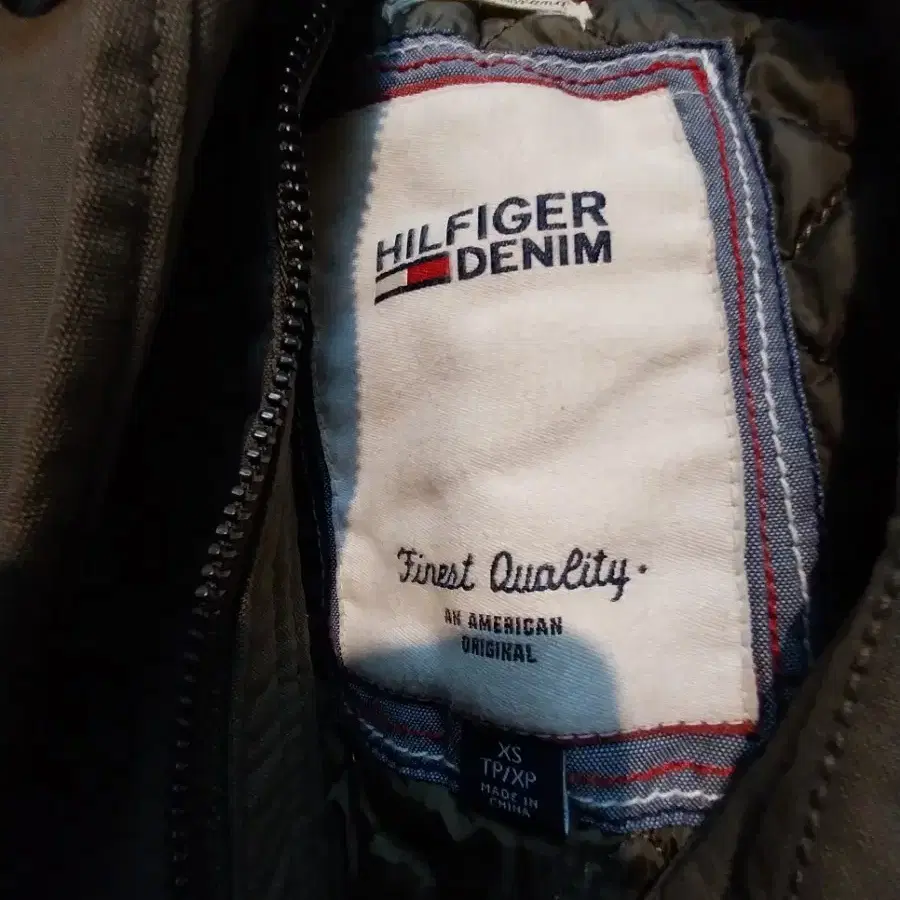 HILFIGER
DENIM
Finest Quality.
AN AMERICAN
ORIGINAL
XS
TP/XP
MADE IN
CHINA